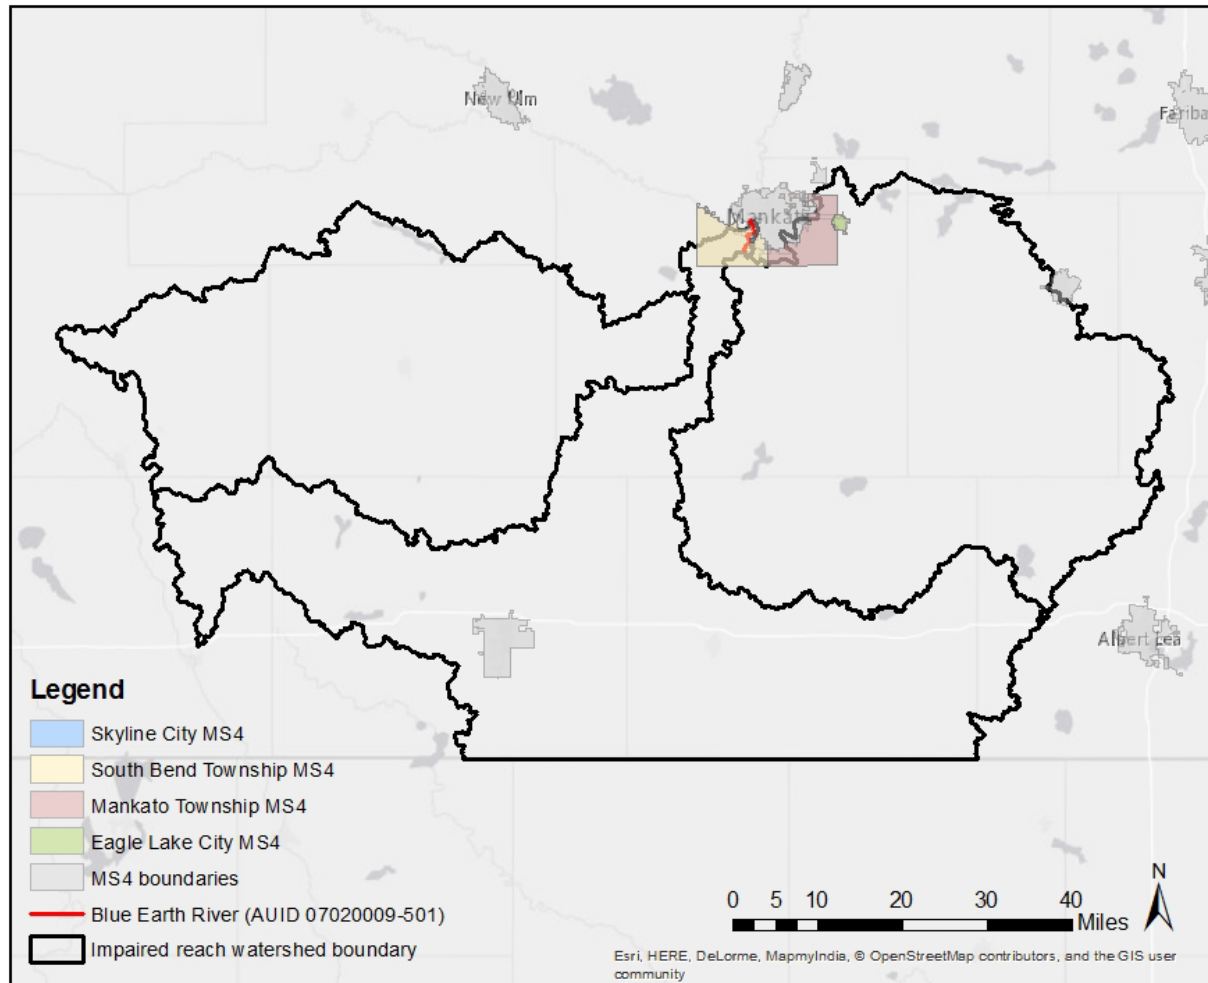 New Ulm
Fariba
Mankat
Albert Lea
Legend
Skyline City MS4
South Bend Township MS4
Mankato Township MS4
Eagle Lake City MS4
MS4 boundaries
Blue Earth River (AUID 07020009-501)
Impaired reach watershed boundary
N
0 5 10 20 30 40
Miles
Esri, HERE, DeLorme, MapmyIndia, © OpenStreetMap contributors, and the GIS user
community